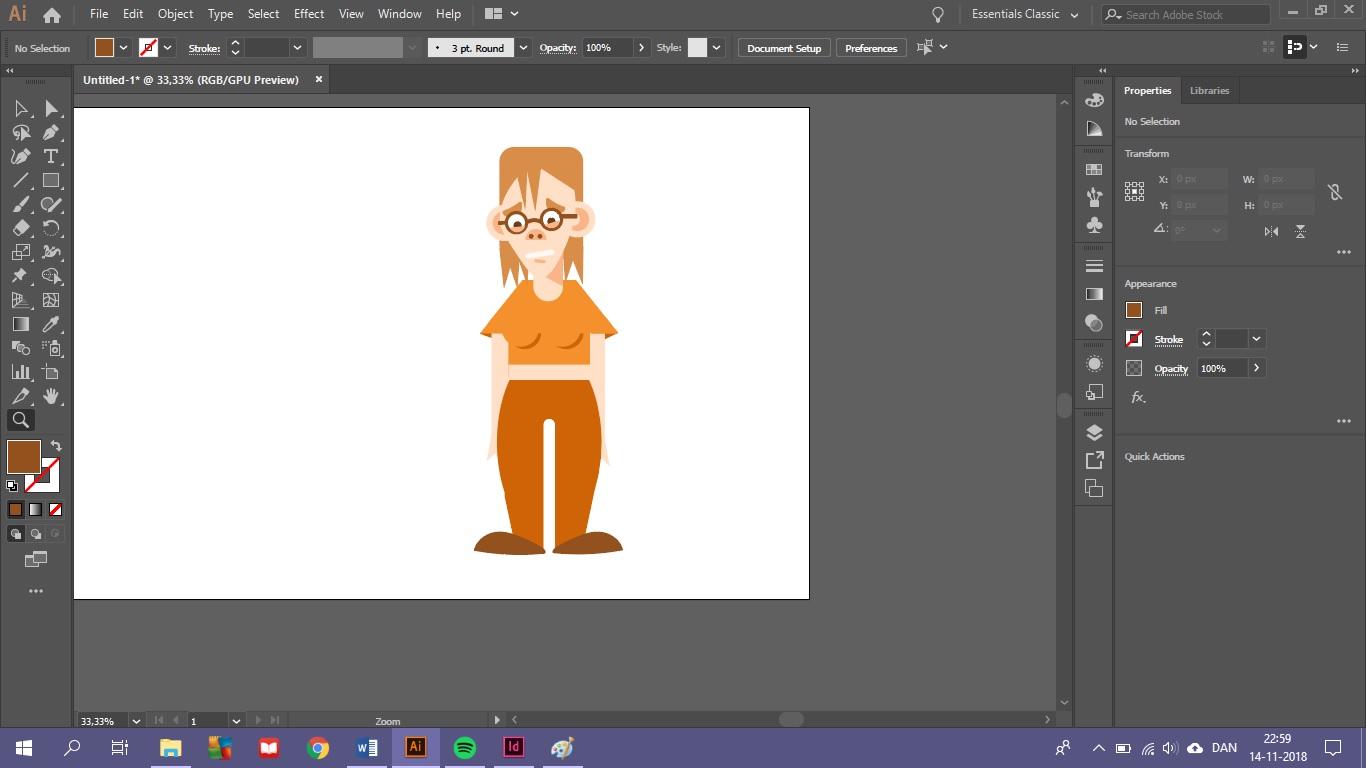 Ai File Edit Object Type Select Effect View Window Help Essentials Classic Search Adobe Stock
No Selection Stroke: 3 pt. Round Opacity: 100% Style: Document Setup Preferences
Untitled-1* @ 33,33% (RGB/GPU Preview)
Properties Libraries
No Selection
Transform
X: 0 px W: 0 px
Y: 0 px H: 0 px
0°
Appearance
Fill
Stroke
Opacity 100%
fx.
Quick Actions
33,33% 1 Zoom
W Ai Id DAN 22:59
14-11-2018